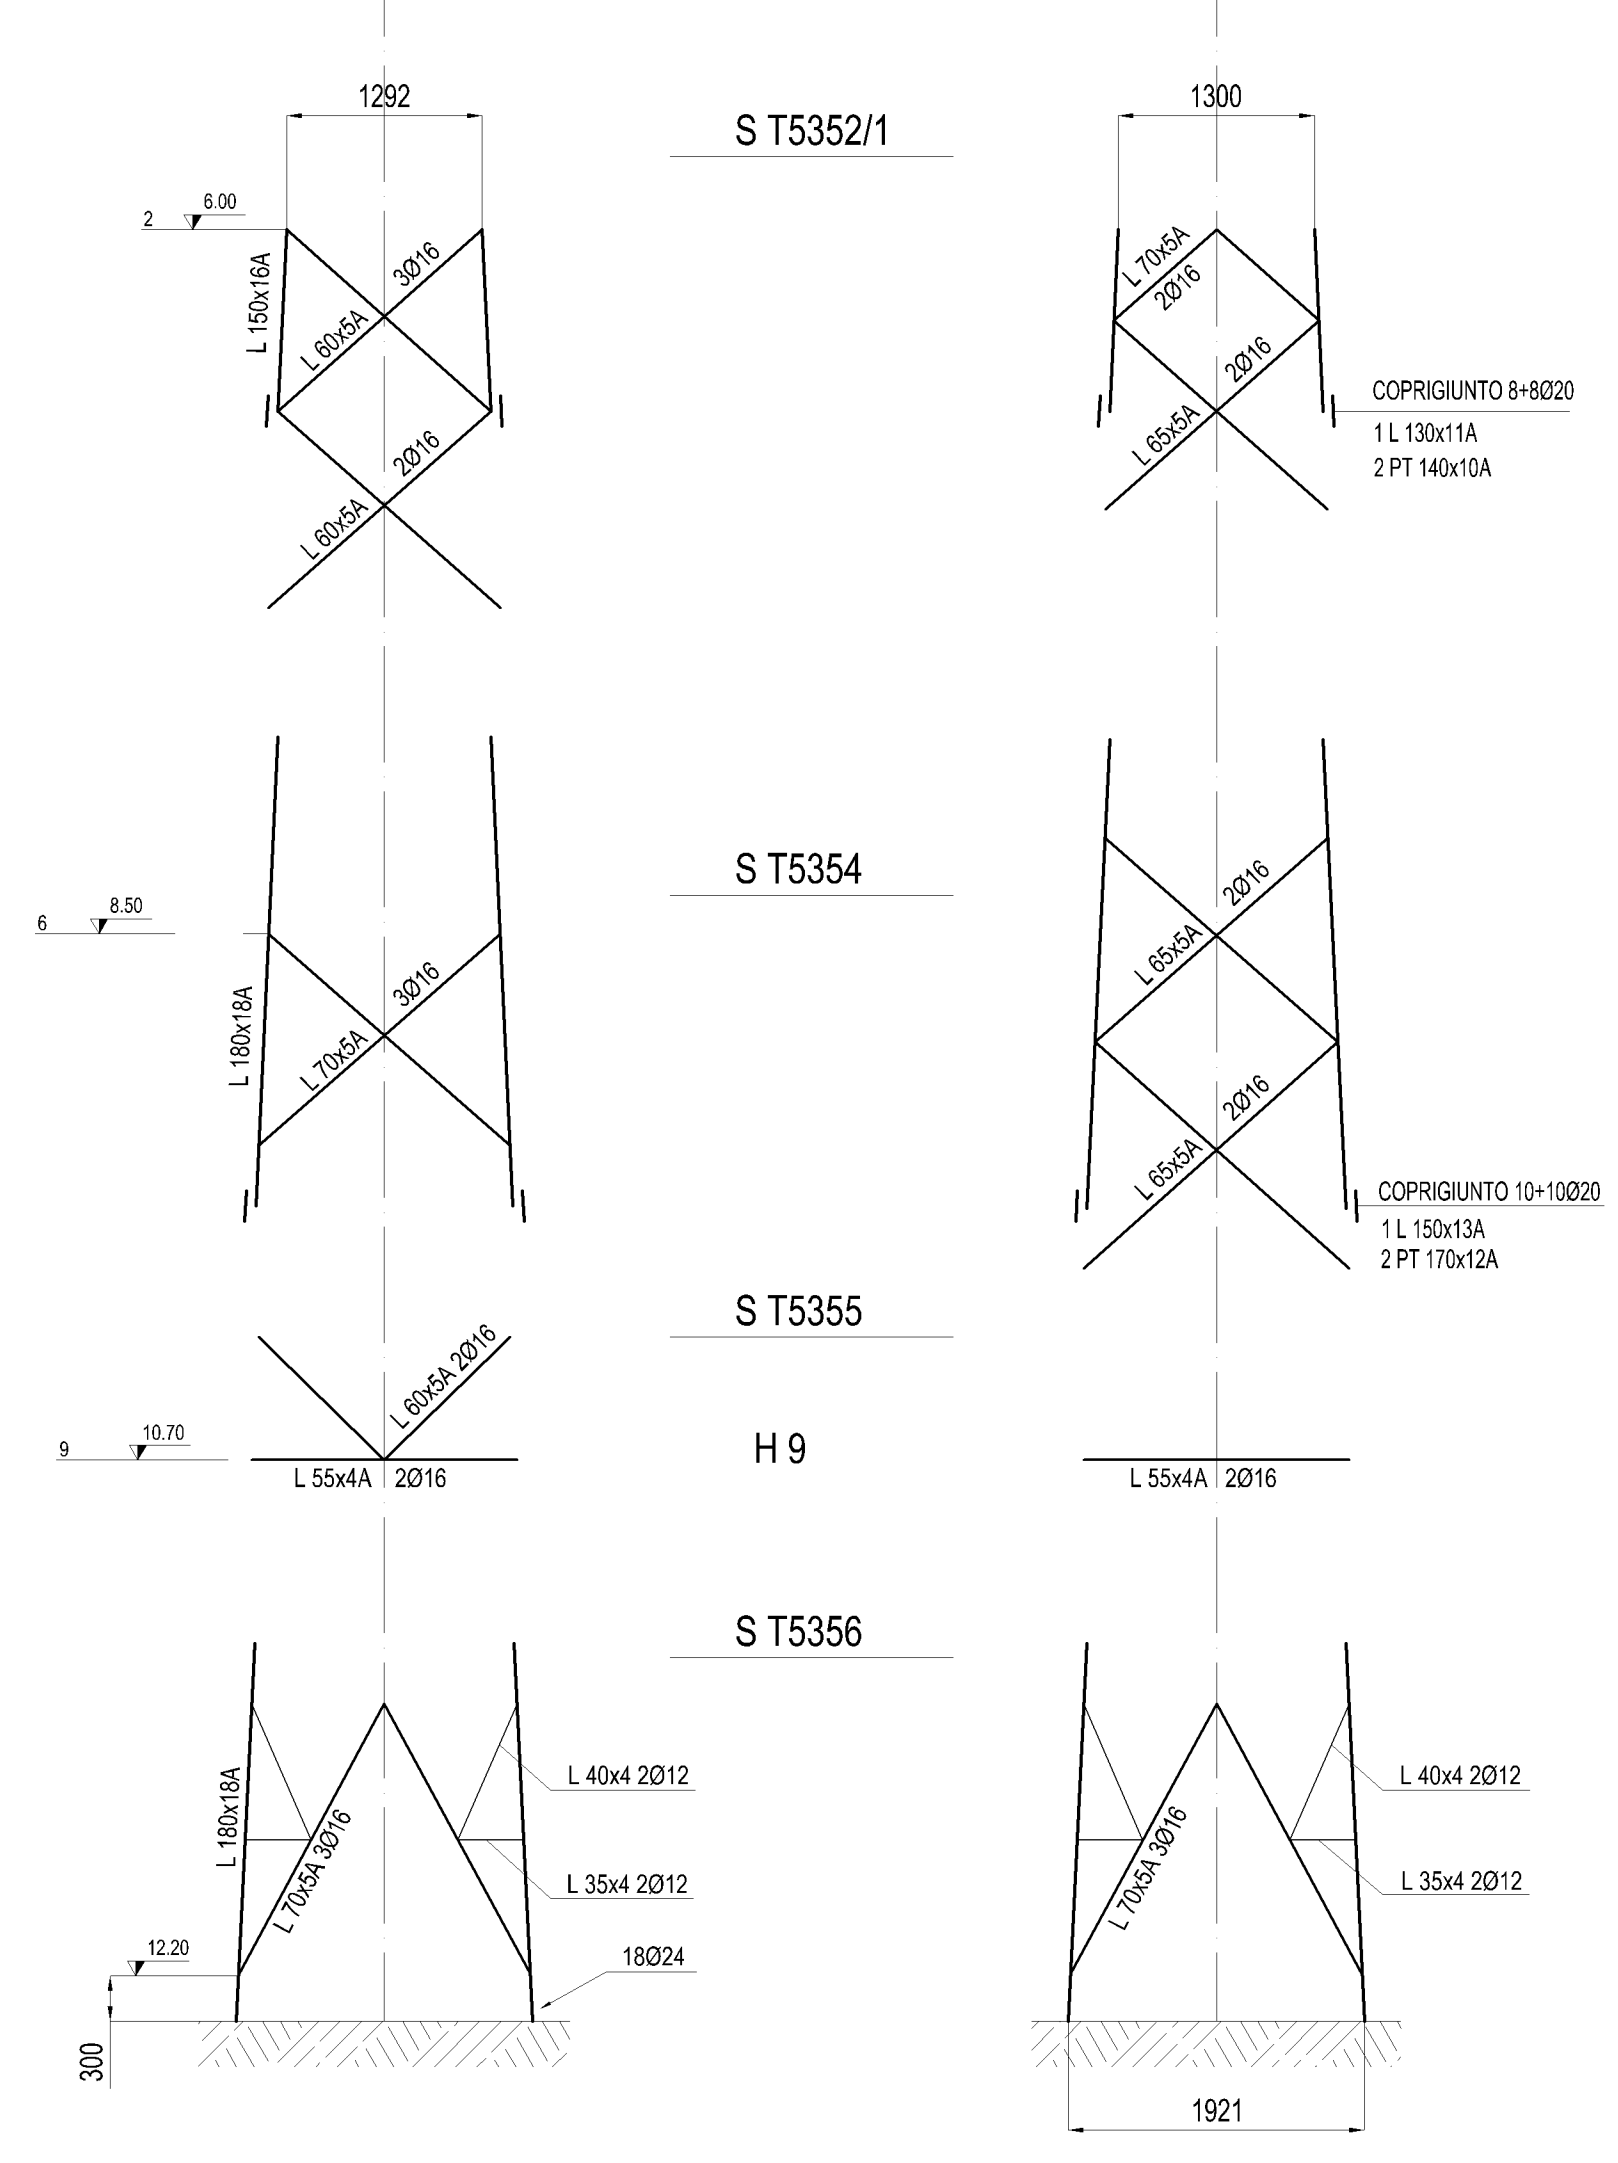 1292
S T5352/1
1300
2
6.00
L 150x16A
L 60x5A
3Ø16
L 70x5A
2Ø16
L 60x5A
2Ø16
L 65x5A
2Ø16
COPRIGIUNTO 8+8Ø20
1 L 130x11A
2 PT 140x10A
S T5354
6
8.50
L 180x18A
L 70x5A
3Ø16
L 65x5A
2Ø16
L 65x5A
2Ø16
COPRIGIUNTO 10+10Ø20
1 L 150x13A
2 PT 170x12A
S T5355
L 60x5A 2Ø16
9
10.70
H 9
L 55x4A 2Ø16
L 55x4A 2Ø16
S T5356
L 180x18A
L 70x5A 3Ø16
L 40x4 2Ø12
L 35x4 2Ø12
L 70x5A 3Ø16
L 40x4 2Ø12
L 35x4 2Ø12
12.20
18Ø24
300
1921